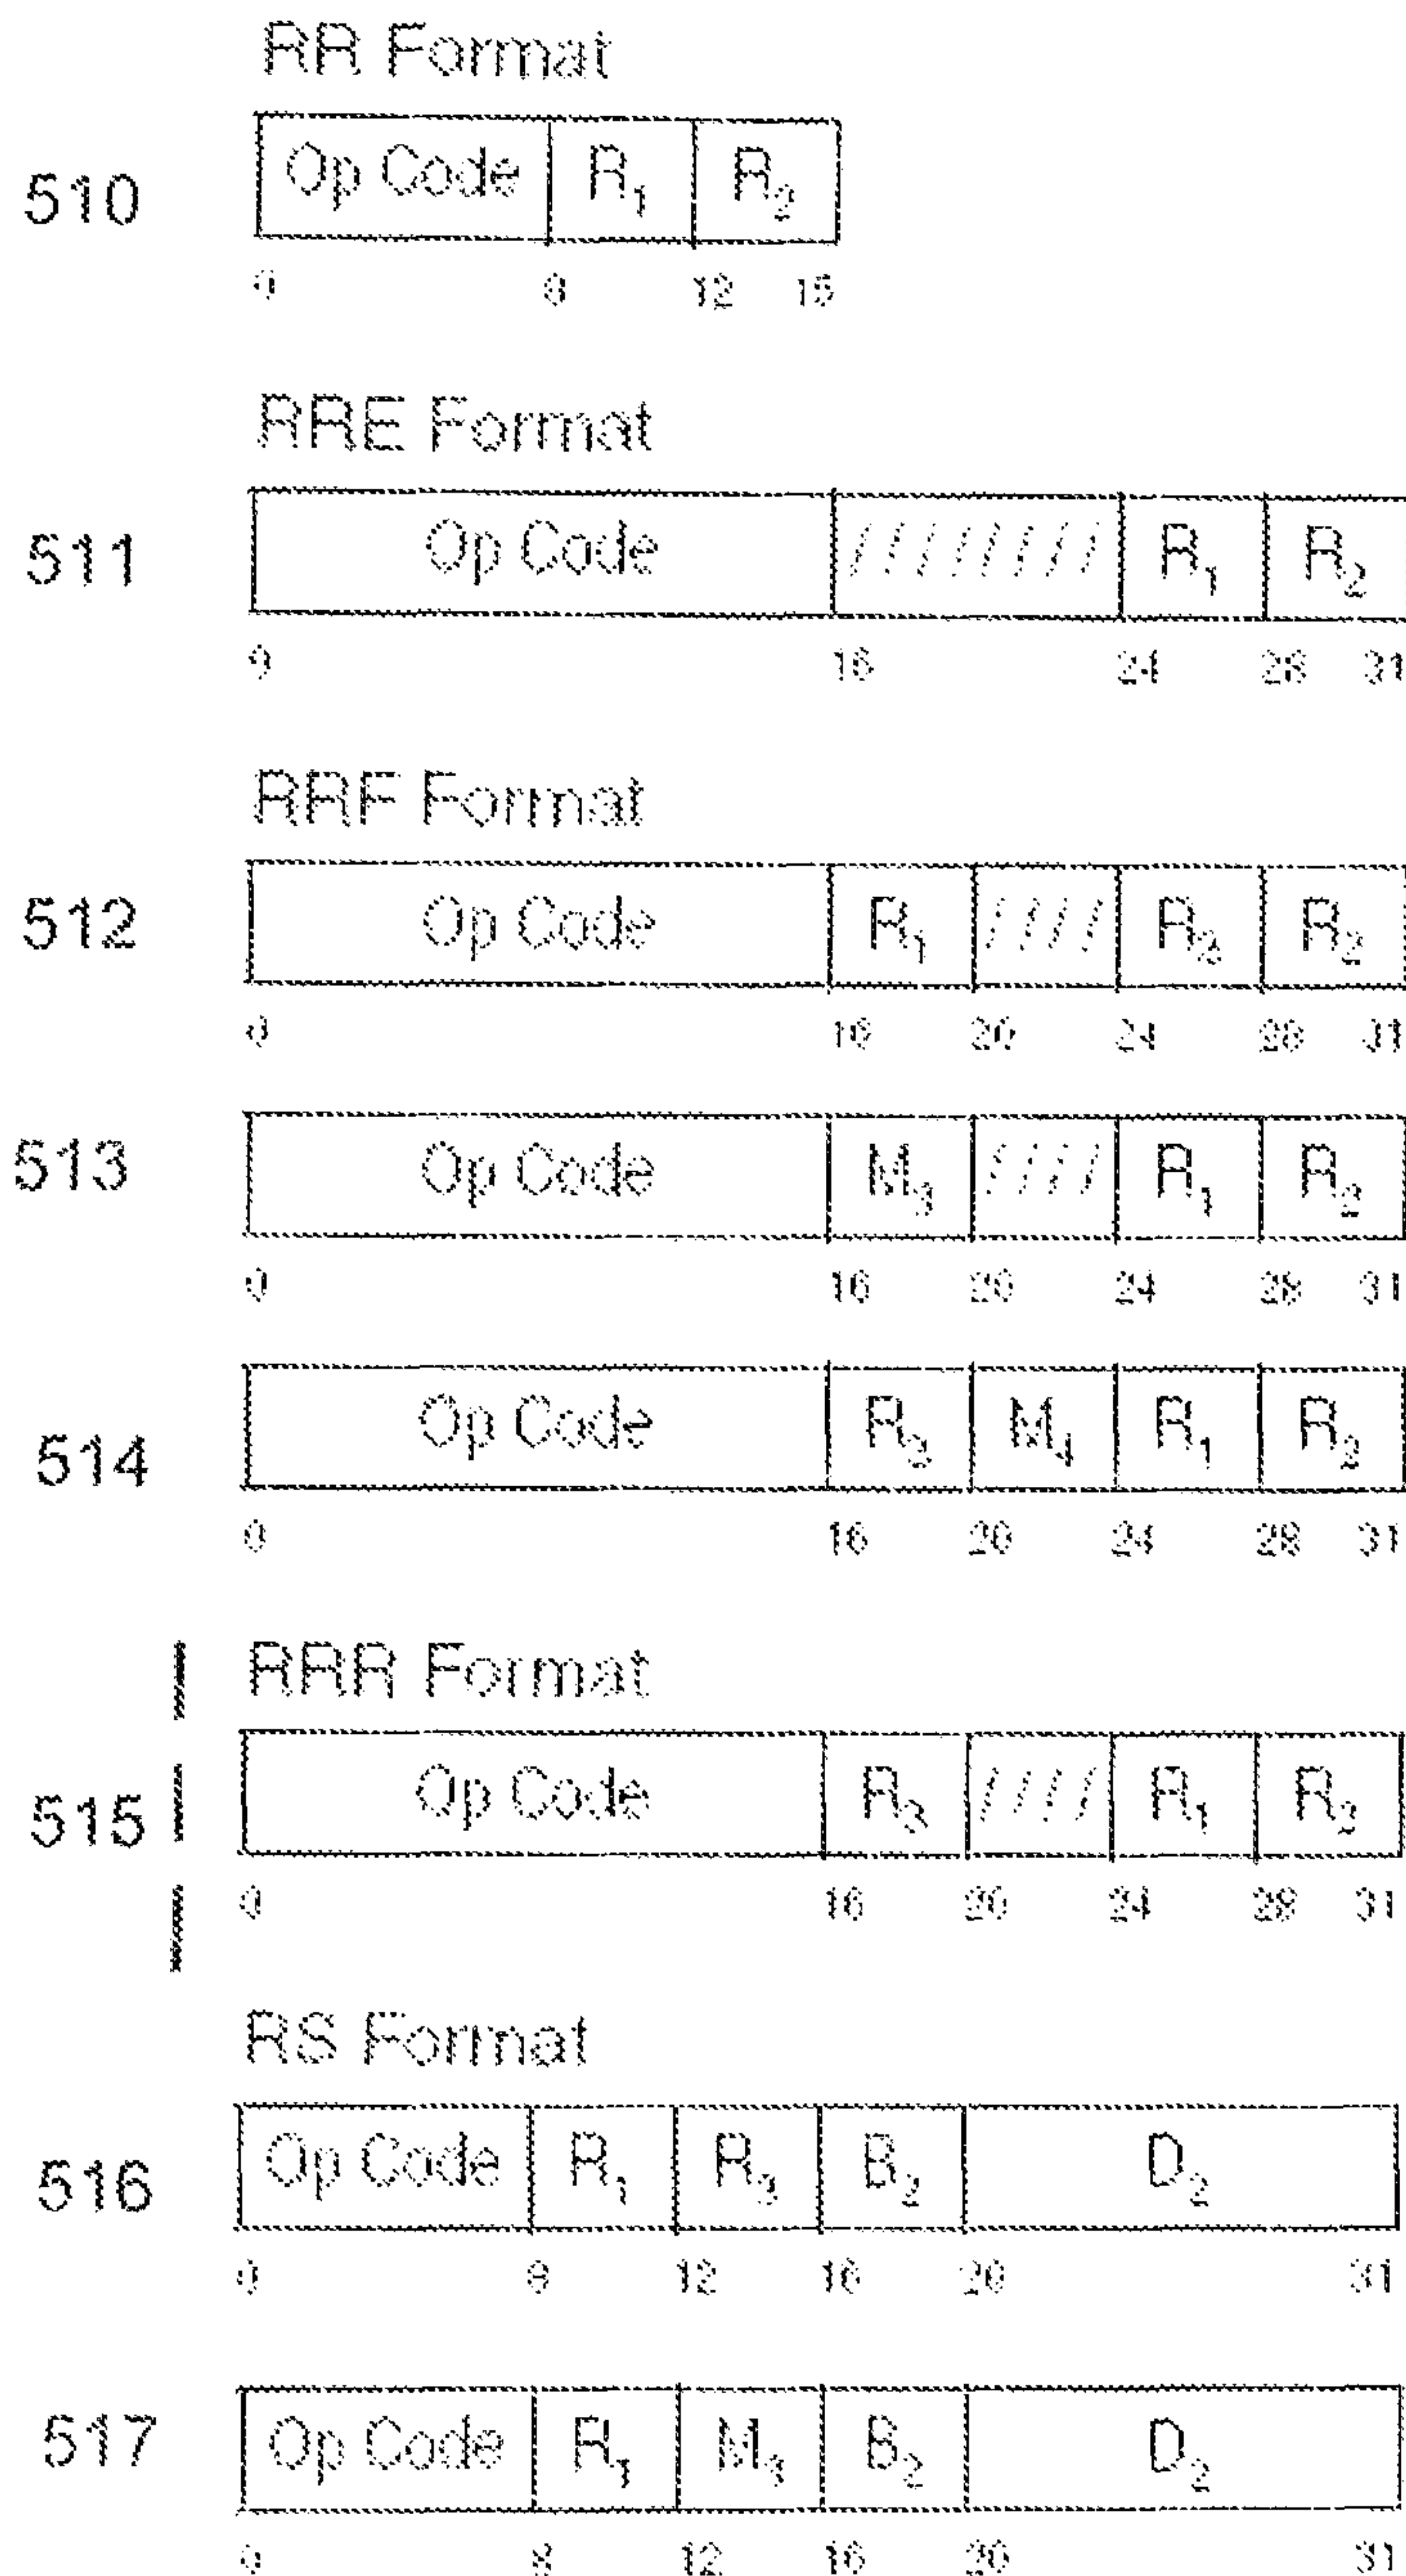 RR Format
510 Op Code R₁ R₂
0 8 12 15
RRE Format
511 Op Code //////// R₁ R₂
0 16 24 28 31
RRF Format
512 Op Code R₁ //// R₃ R₂
0 16 20 24 28 31
513 Op Code M₃ //// R₁ R₂
0 16 20 24 28 31
514 Op Code R₃ M₄ R₁ R₂
0 16 20 24 28 31
RRR Format
515 Op Code R₃ //// R₁ R₂
0 16 20 24 28 31
RS Format
516 Op Code R₁ R₃ B₂ D₂
0 8 12 16 20 31
517 Op Code R₁ M₃ B₂ D₂
0 8 12 16 20 31